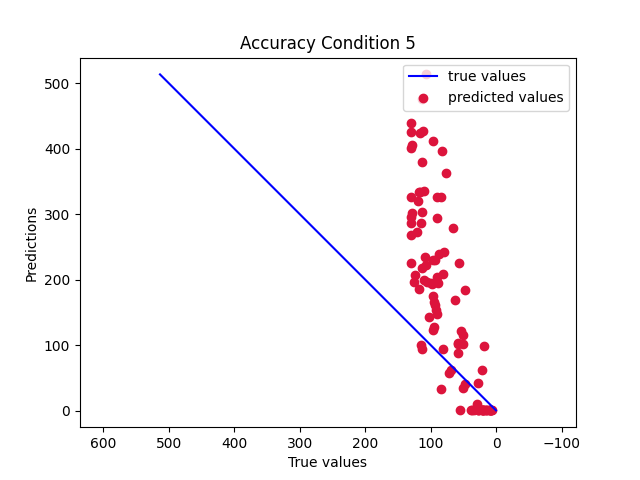 Accuracy Condition 5
true values
predicted values
500
400
300
200
100
0
Predictions
600 500 400 300 200 100 0 −100
True values